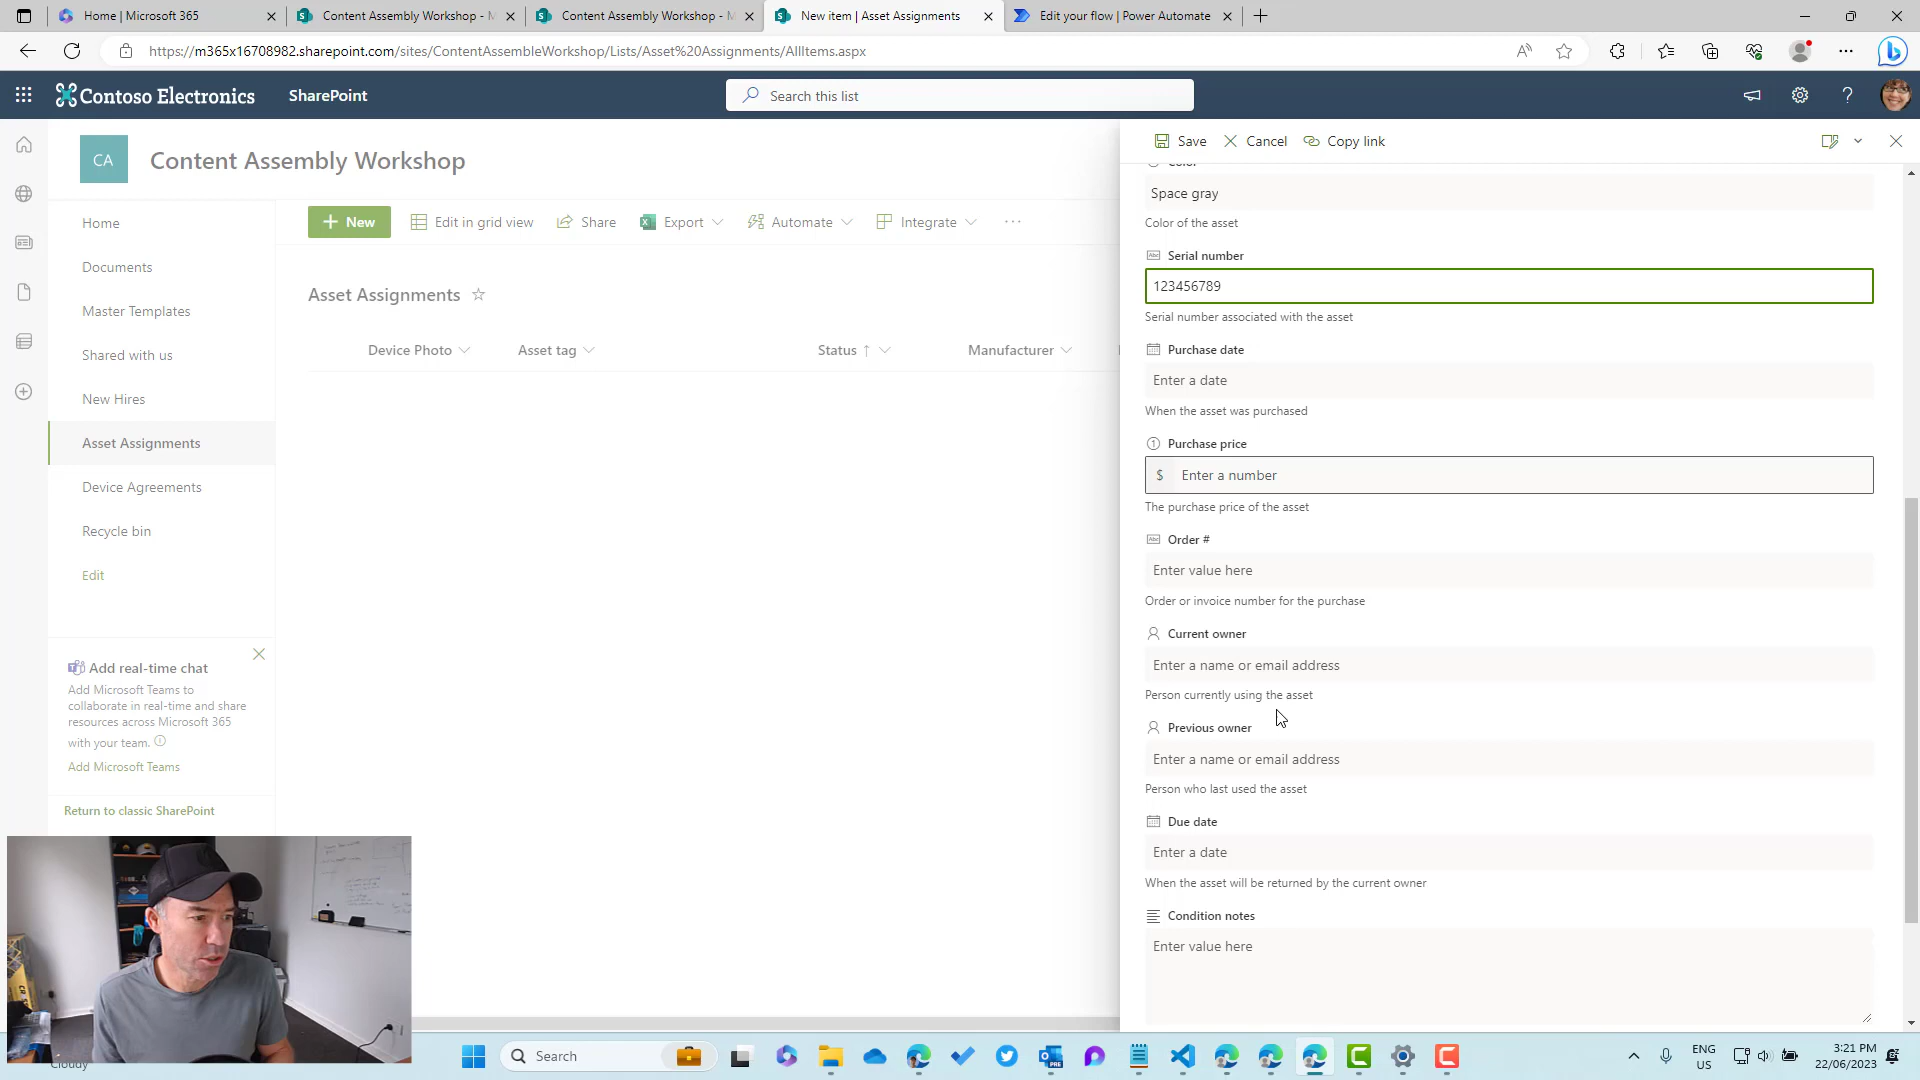 Home | Microsoft 365
Content Assembly Workshop - M
Content Assembly Workshop - M
New item | Asset Assignments
Edit your flow | Power Automate
https://m365x16708982.sharepoint.com/sites/ContentAssembleWorkshop/Lists/Asset%20Assignments/AllItems.aspx
Contoso Electronics
SharePoint
Search this list
CA
Content Assembly Workshop
Home
Documents
Master Templates
Shared with us
New Hires
Asset Assignments
Device Agreements
Recycle bin
Edit
Add real-time chat
Add Microsoft Teams to
collaborate in real-time and share
resources across Microsoft 365
with your team.
Add Microsoft Teams
Return to classic SharePoint
New
Edit in grid view
Share
Export
Automate
Integrate
Asset Assignments
Device Photo
Asset tag
Status
Manufacturer
Save
Cancel
Copy link
Color
Space gray
Color of the asset
Abc Serial number
123456789
Serial number associated with the asset
Purchase date
Enter a date
When the asset was purchased
Purchase price
$ Enter a number
The purchase price of the asset
Abc Order #
Enter value here
Order or invoice number for the purchase
Current owner
Enter a name or email address
Person currently using the asset
Previous owner
Enter a name or email address
Person who last used the asset
Due date
Enter a date
When the asset will be returned by the current owner
Condition notes
Enter value here
Cloudy
Search
PRE
ENG
US
3:21 PM
22/06/2023